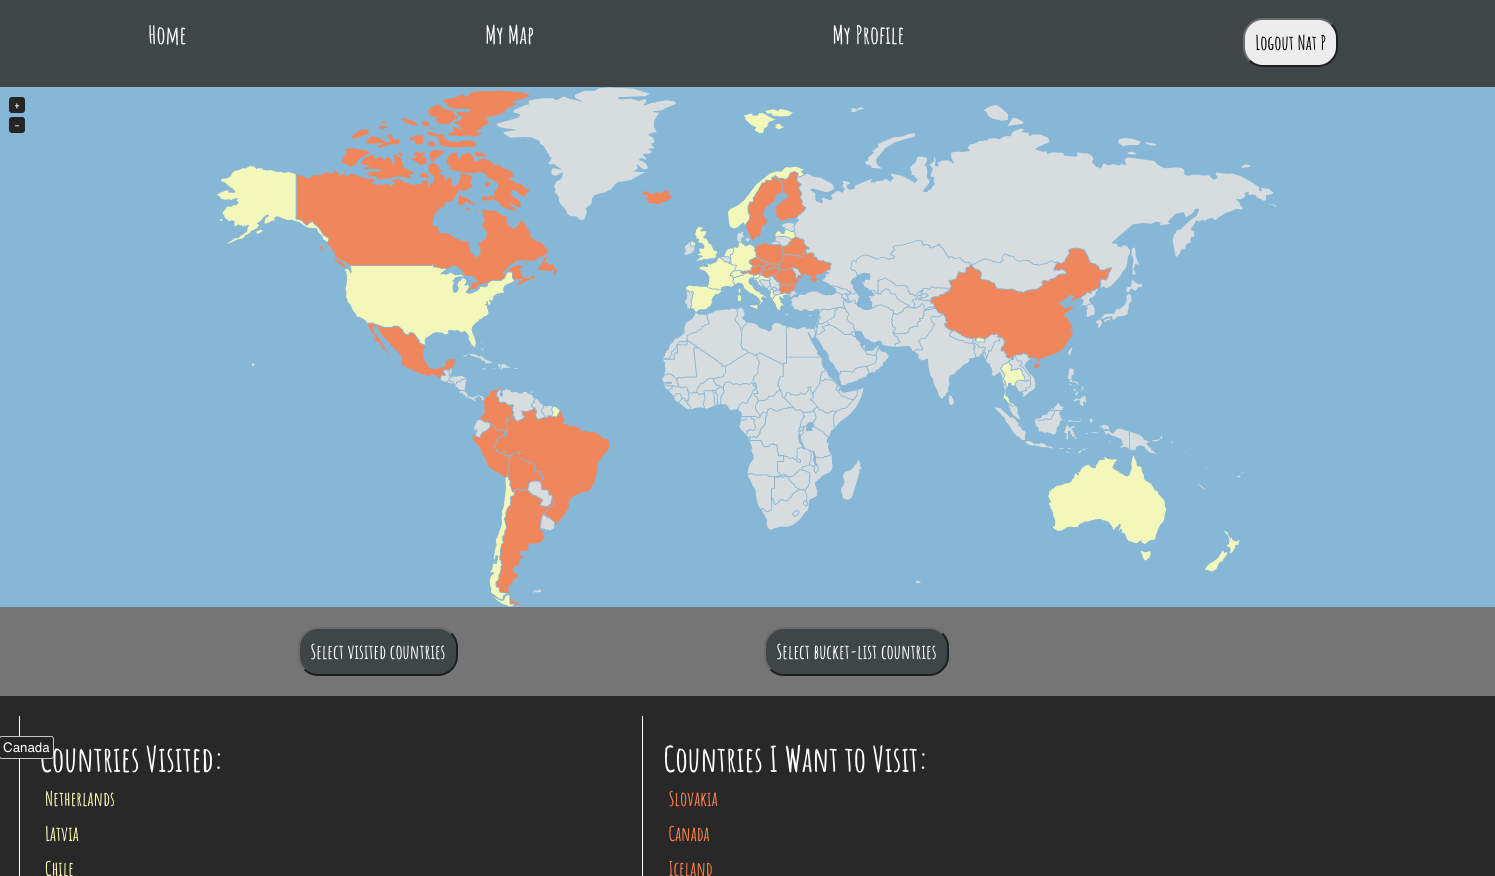 Home
My Map
My Profile
Logout Nat P
+
−
Select visited countries
Select bucket-list countries
Canada
Countries Visited:
Netherlands
Latvia
Chile
Countries I Want to Visit:
Slovakia
Canada
Iceland